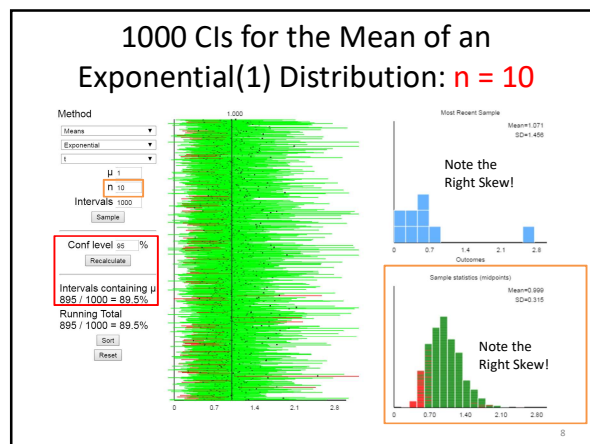 1000 CIs for the Mean of an
Exponential(1) Distribution: n = 10
Method
Means
Exponential
t
μ 1
n 10
Intervals 1000
Sample
Conf level 95 %
Recalculate
Intervals containing μ
895 / 1000 = 89.5%
Running Total
895 / 1000 = 89.5%
Sort
Reset
1.000
0 0.7 1.4 2.1 2.8
Most Recent Sample
Mean=1.071
SD=1.456
Note the
Right Skew!
0 0.7 1.4 2.1 2.8
Outcomes
Sample statistics (midpoints)
Mean=0.999
SD=0.315
Note the
Right Skew!
0 0.70 1.40 2.10 2.80
8